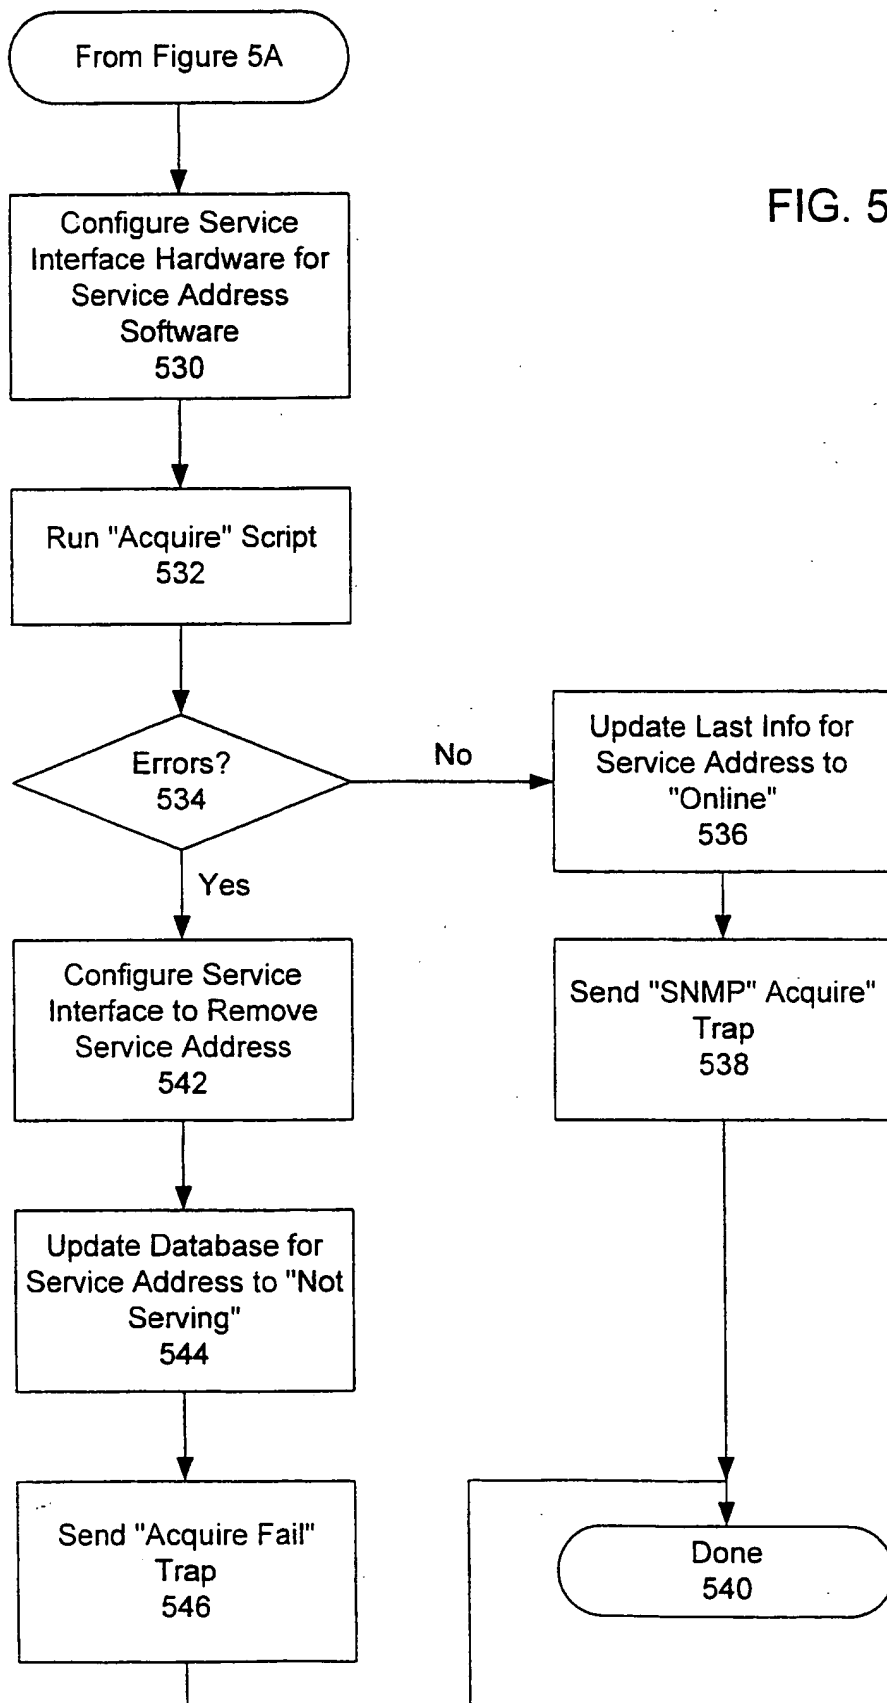 From Figure 5A
FIG. 5
Configure Service
Interface Hardware for
Service Address
Software
530
Run "Acquire" Script
532
Errors?
534
No
Yes
Update Last Info for
Service Address to
"Online"
536
Configure Service
Interface to Remove
Service Address
542
Send "SNMP" Acquire"
Trap
538
Update Database for
Service Address to "Not
Serving"
544
Send "Acquire Fail"
Trap
546
Done
540